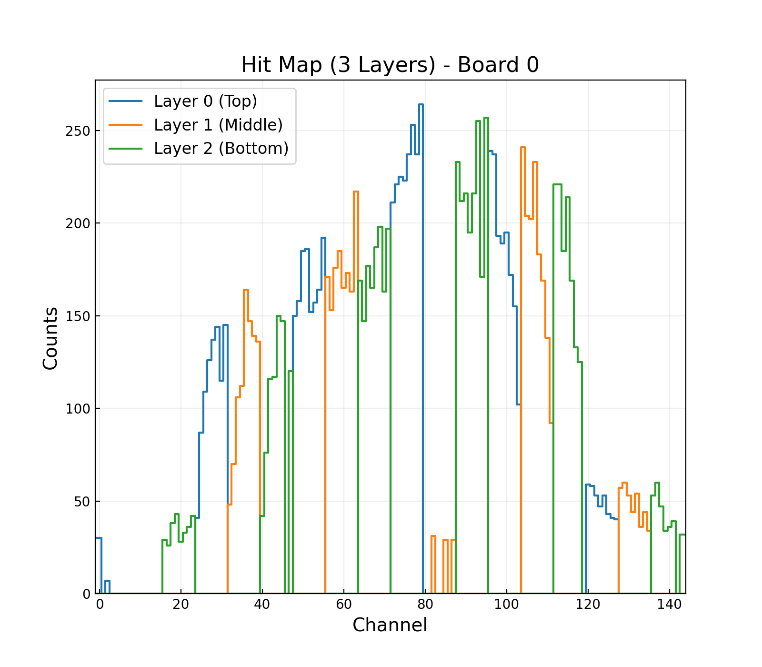 Hit Map (3 Layers) - Board 0
Layer 0 (Top)
Layer 1 (Middle)
Layer 2 (Bottom)
250
200
150
100
50
0
Counts
0 20 40 60 80 100 120 140
Channel